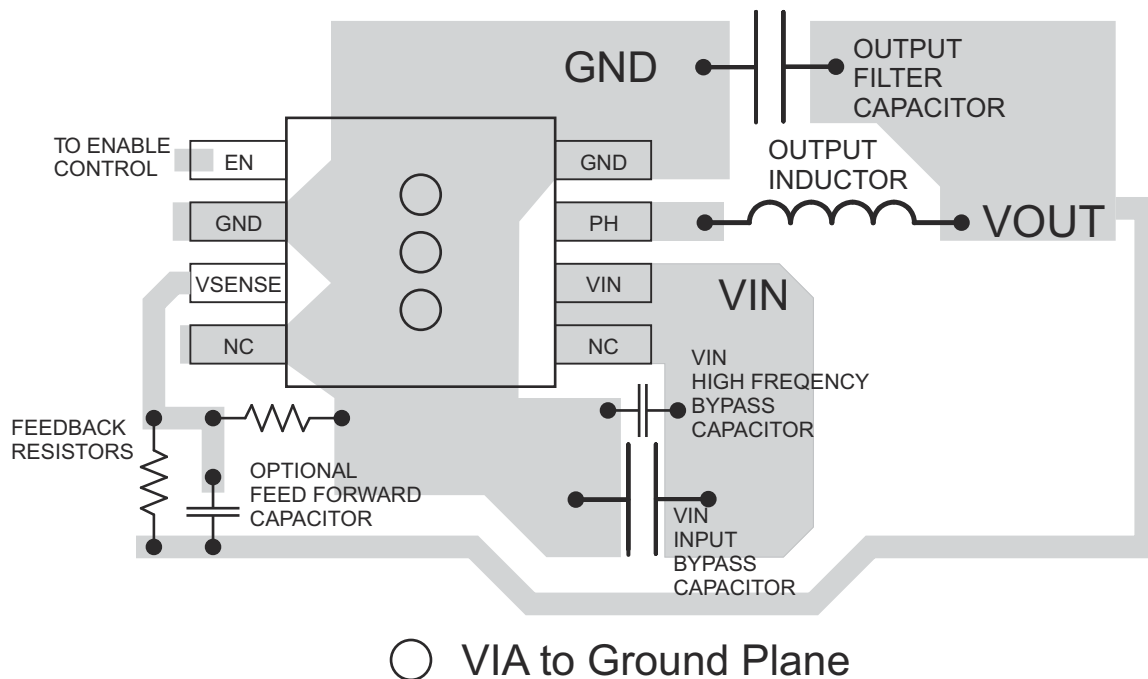 GND
OUTPUT
FILTER
CAPACITOR
TO ENABLE
CONTROL
EN
GND
OUTPUT
INDUCTOR
GND
PH
VOUT
VSENSE
VIN
VIN
NC
NC
VIN
HIGH FREQENCY
BYPASS
CAPACITOR
FEEDBACK
RESISTORS
OPTIONAL
FEED FORWARD
CAPACITOR
VIN
INPUT
BYPASS
CAPACITOR
VIA to Ground Plane